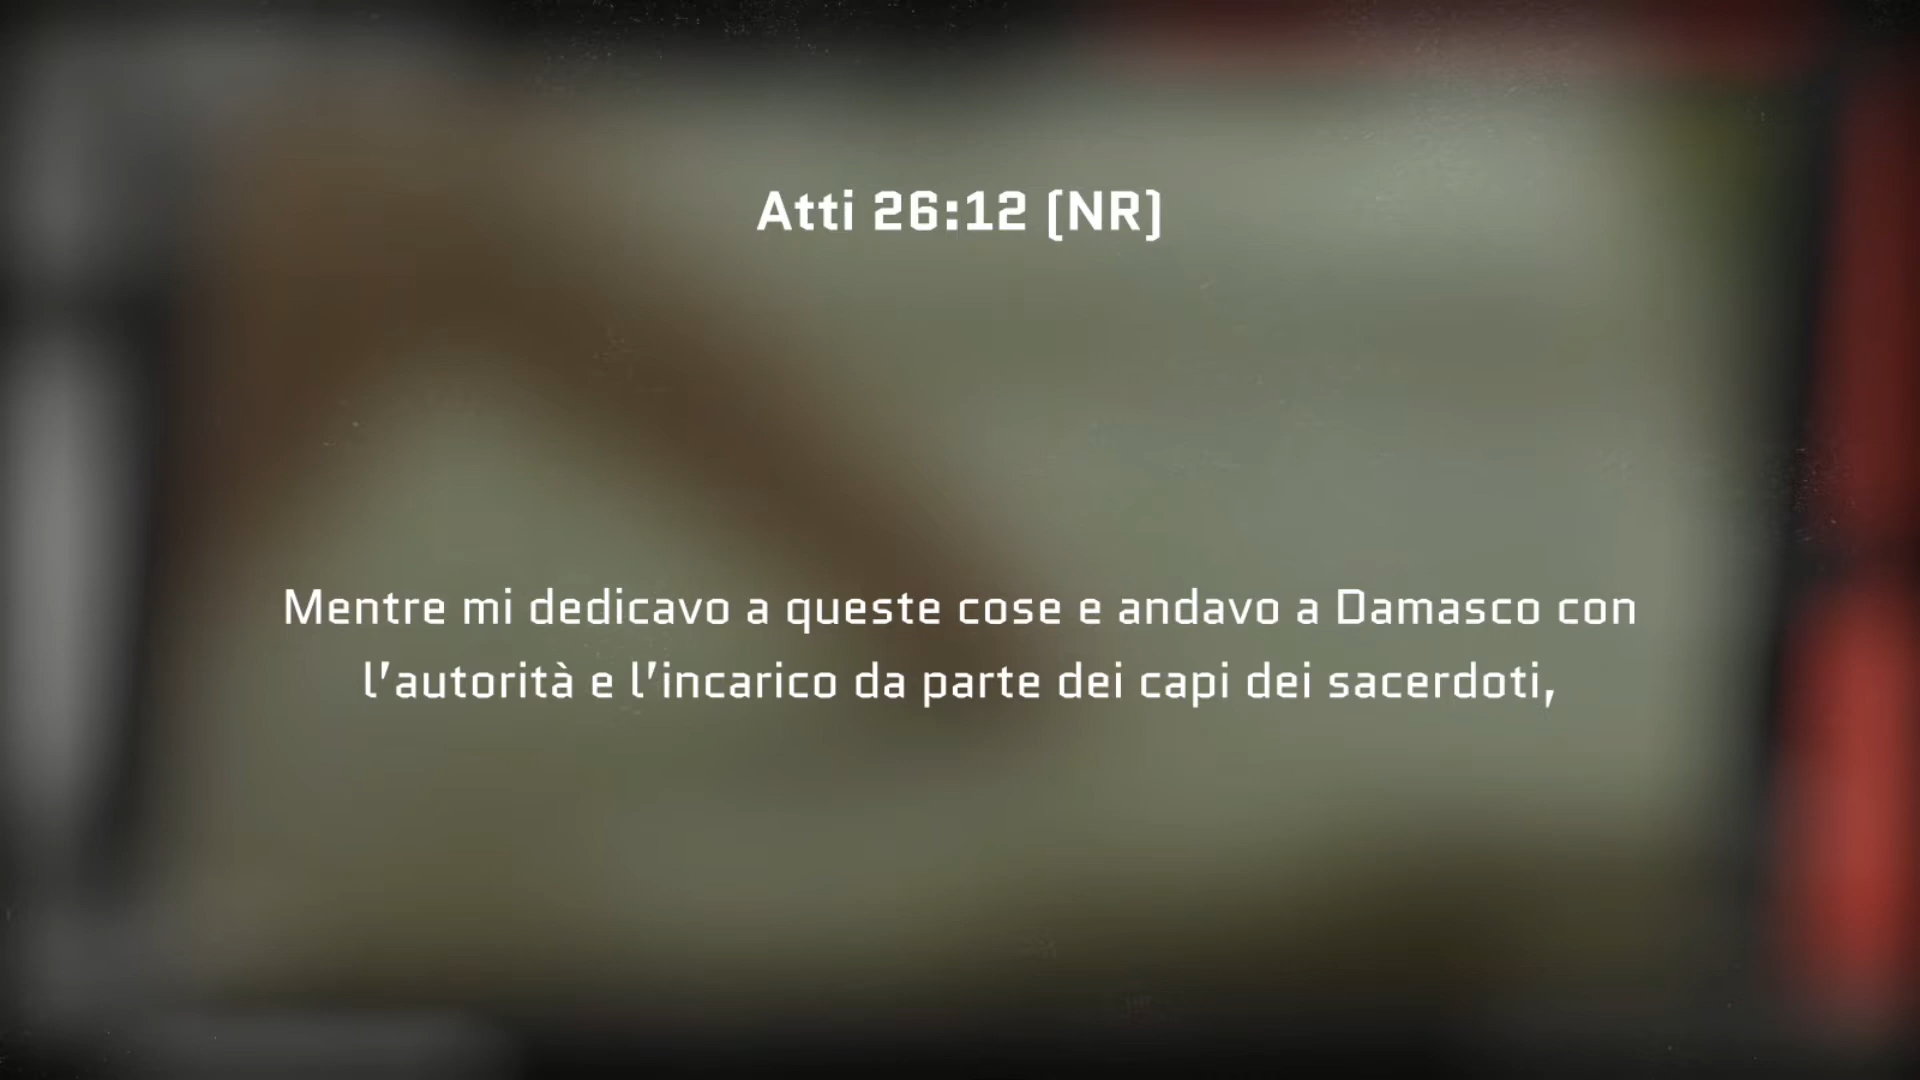 Atti 26:12 [NR]
Mentre mi dedicavo a queste cose e andavo a Damasco con
l’autorità e l’incarico da parte dei capi dei sacerdoti,